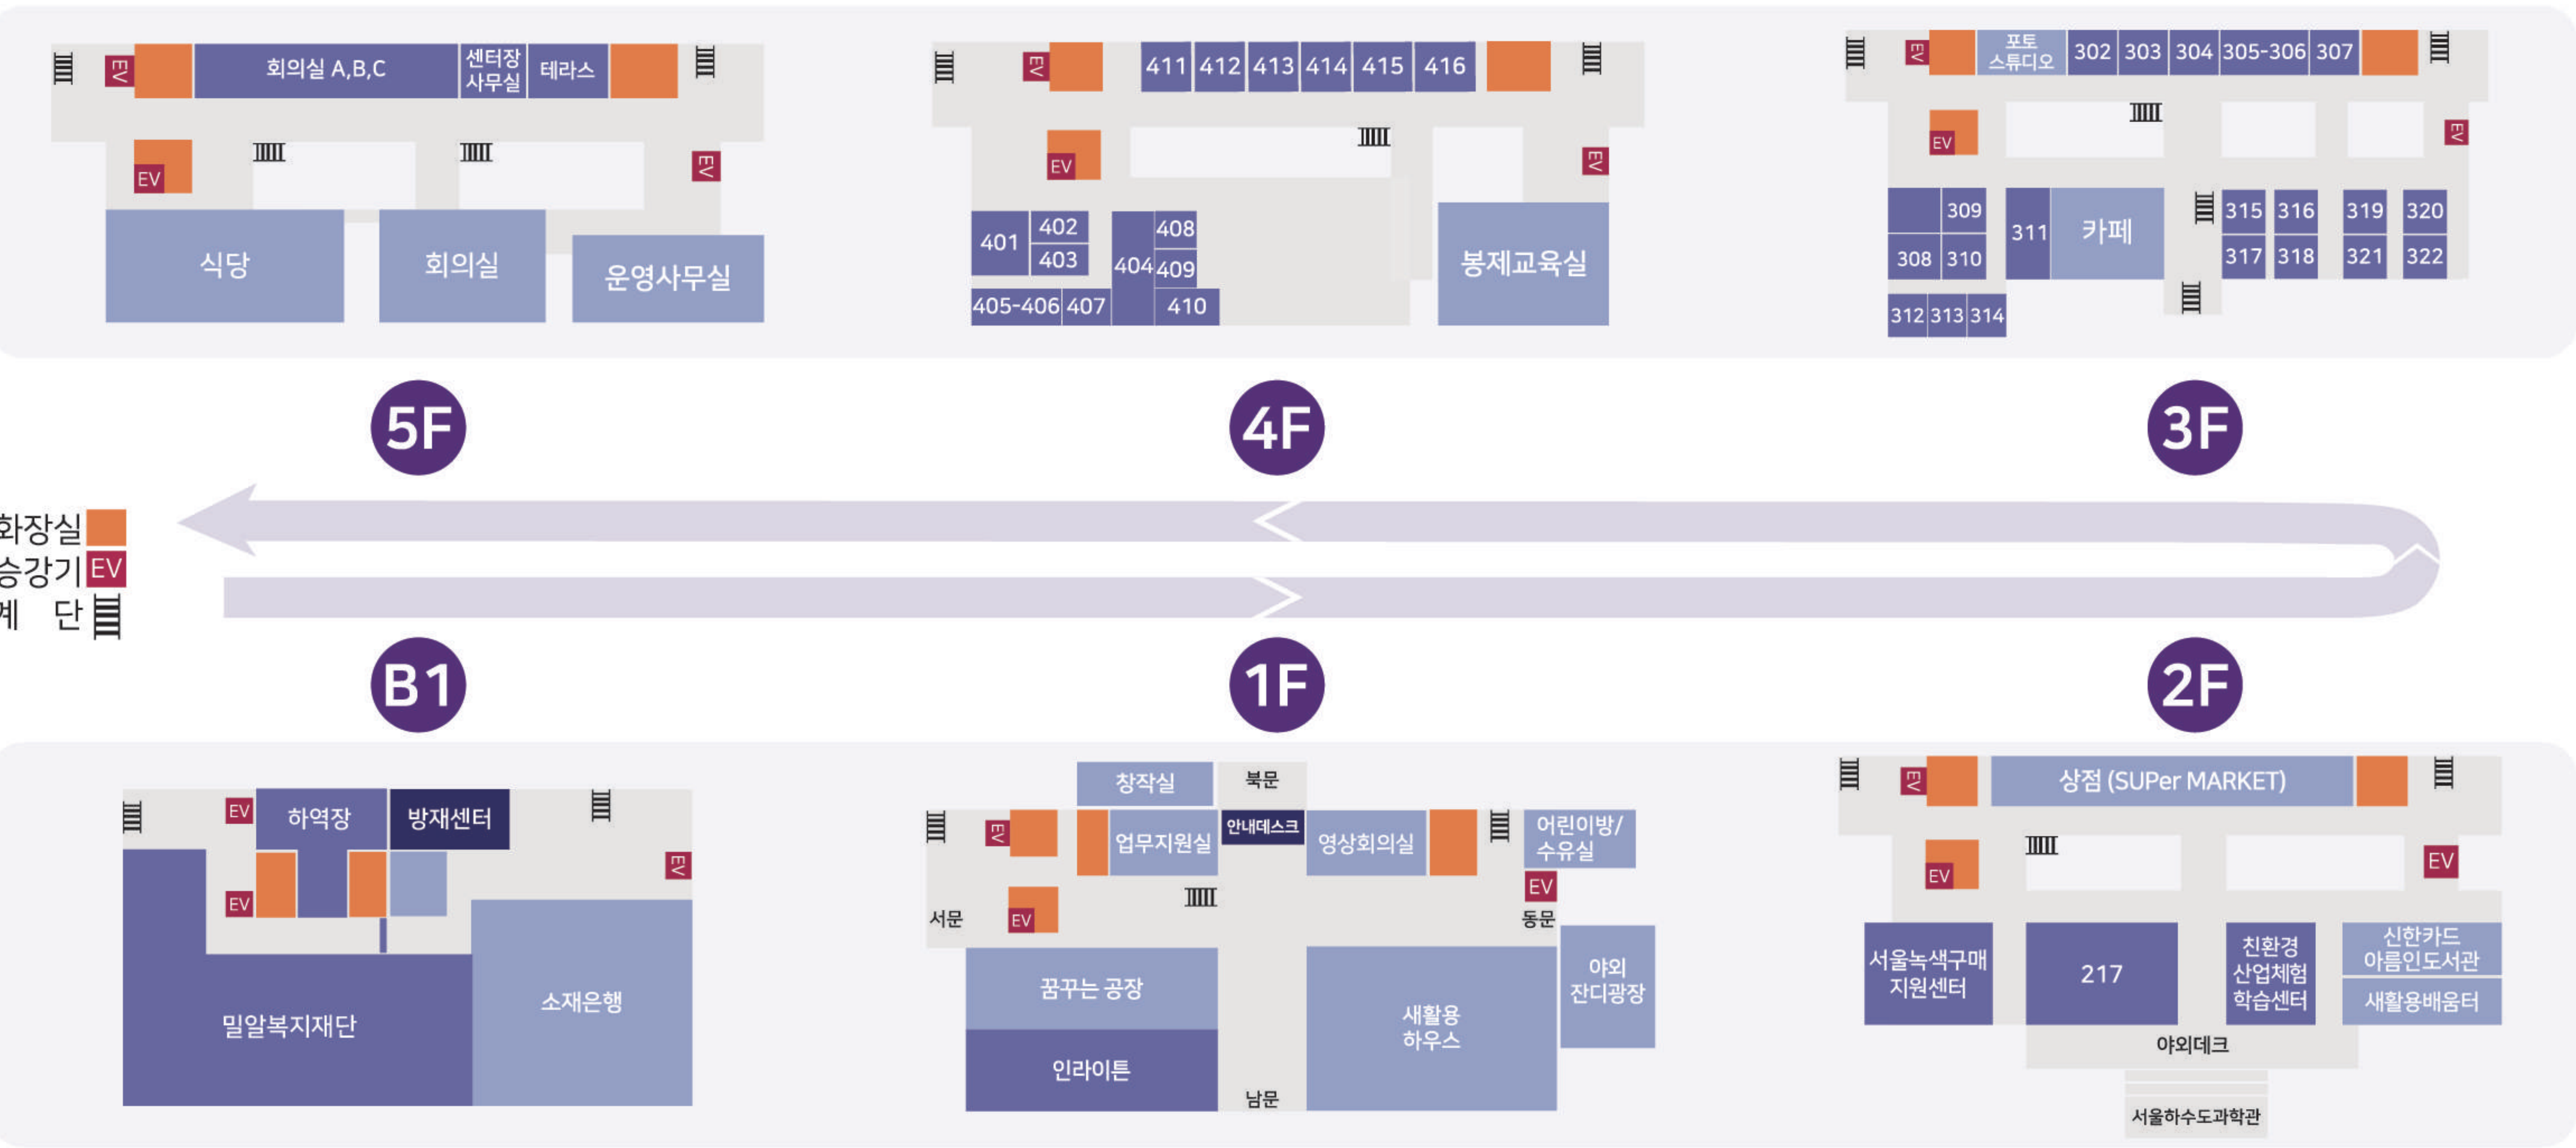 EV
회의실 A,B,C
센터장
사무실
테라스
EV
EV
식당
회의실
운영사무실
EV
411
412
413
414
415
416
EV
EV
401
402
403
404
408
409
405-406
407
410
봉제교육실
EV
포토
스튜디오
302
303
304
305-306
307
EV
EV
309
308
310
311
카페
312
313
314
315
316
319
320
317
318
321
322
5F
4F
3F
화장실
승강기 EV
계 단
B1
1F
2F
EV
하역장
방재센터
EV
EV
밀알복지재단
소재은행
창작실
북문
EV
업무지원실
안내데스크
영상회의실
어린이방/
수유실
EV
서문
EV
동문
꿈꾸는 공장
인라이튼
새활용
하우스
야외
잔디광장
남문
EV
상점 (SUPer MARKET)
EV
EV
서울녹색구매
지원센터
217
친환경
산업체험
학습센터
신한카드
아름인도서관
새활용배움터
야외데크
서울하수도과학관